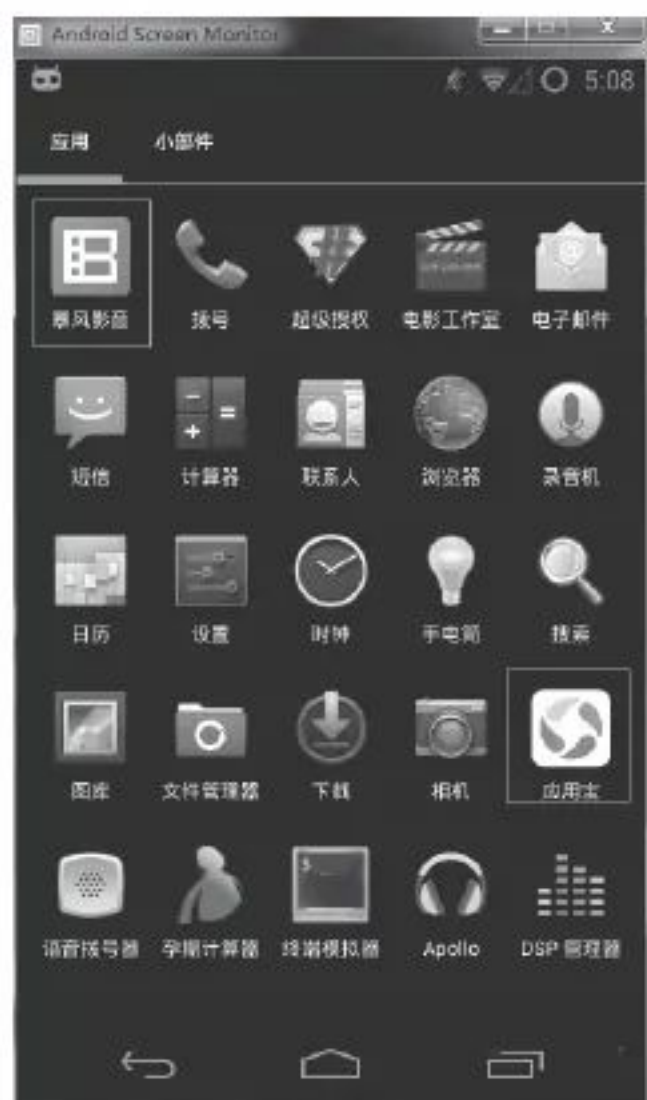 Android Screen Monitor
5:08
应用 小部件
暴风影音 拨号 超级授权 电影工作室 电子邮件
短信 计算器 联系人 浏览器 录音机
日历 设置 时钟 手电筒 搜索
图库 文件管理器 下载 相机 应用宝
语音拨号器 孕期计算器 终端模拟器 Apollo DSP 管理器